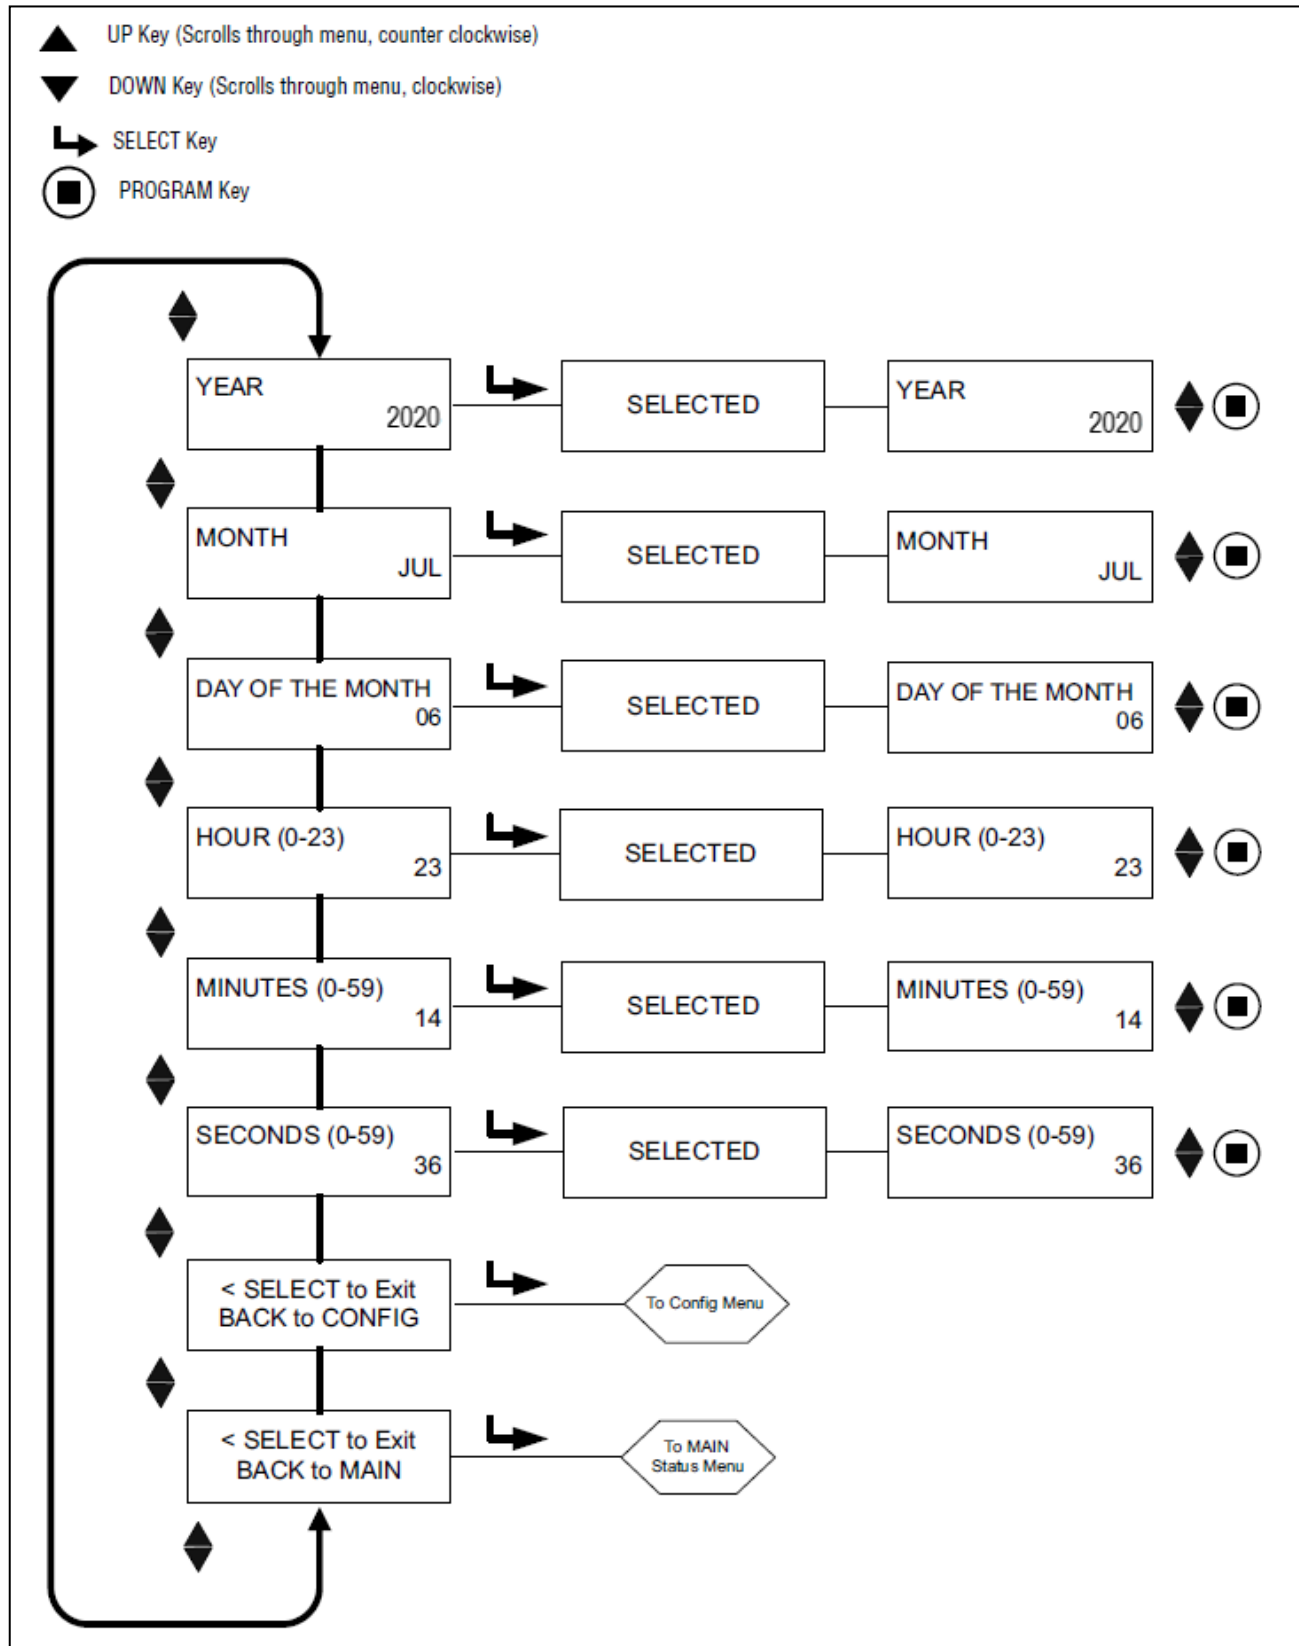 UP Key (Scrolls through menu, counter clockwise)
DOWN Key (Scrolls through menu, clockwise)
SELECT Key
PROGRAM Key
YEAR
2020
SELECTED
YEAR
2020
MONTH
JUL
SELECTED
MONTH
JUL
DAY OF THE MONTH
06
SELECTED
DAY OF THE MONTH
06
HOUR (0-23)
23
SELECTED
HOUR (0-23)
23
MINUTES (0-59)
14
SELECTED
MINUTES (0-59)
14
SECONDS (0-59)
36
SELECTED
SECONDS (0-59)
36
< SELECT to Exit
BACK to CONFIG
To Config Menu
< SELECT to Exit
BACK to MAIN
To MAIN
Status Menu